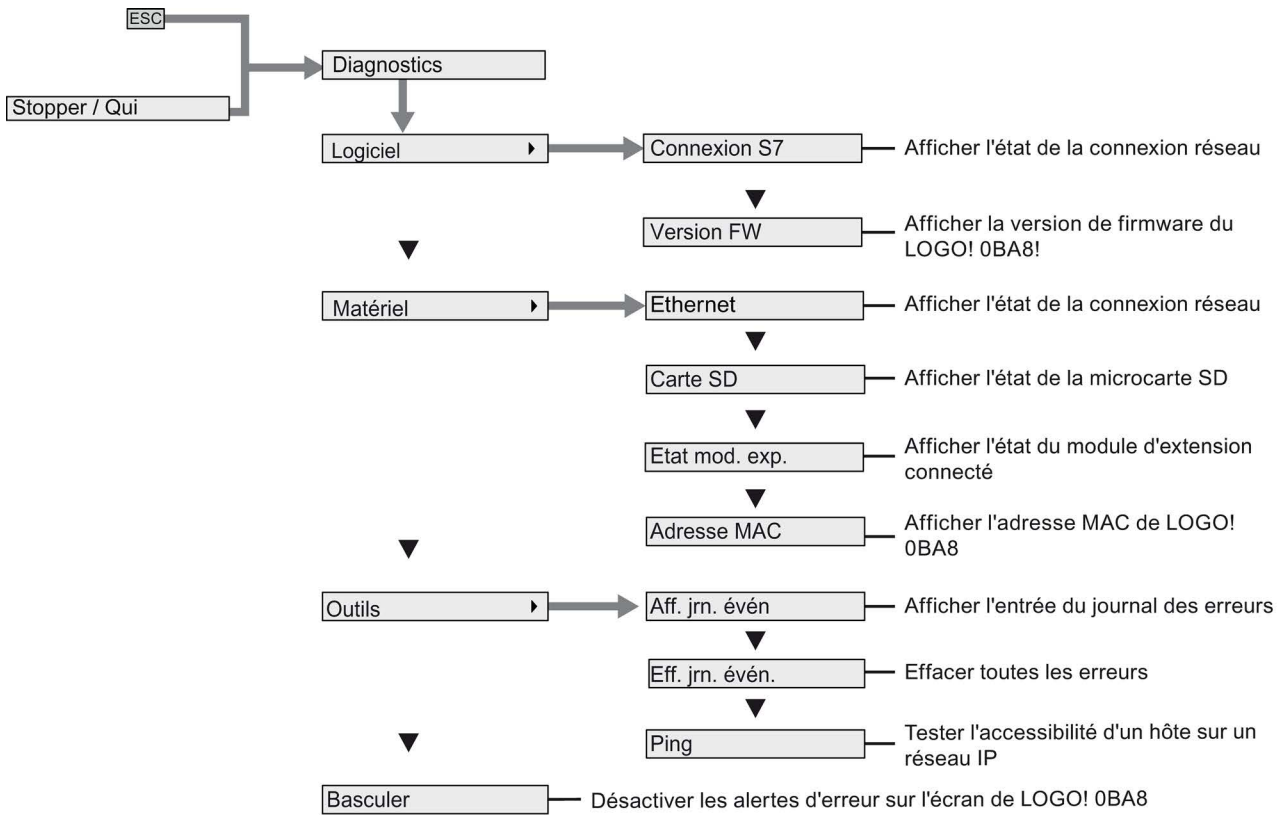 ESC
Diagnostics
Stopper / Qui
Logiciel
Connexion S7
Afficher l'état de la connexion réseau
Version FW
Afficher la version de firmware du
LOGO! 0BA8!
Matériel
Ethernet
Afficher l'état de la connexion réseau
Carte SD
Afficher l'état de la microcarte SD
Etat mod. exp.
Afficher l'état du module d'extension
connecté
Adresse MAC
Afficher l'adresse MAC de LOGO!
0BA8
Outils
Aff. jrn. évén
Afficher l'entrée du journal des erreurs
Eff. jrn. évén.
Effacer toutes les erreurs
Ping
Tester l'accessibilité d'un hôte sur un
réseau IP
Basculer
Désactiver les alertes d'erreur sur l'écran de LOGO! 0BA8